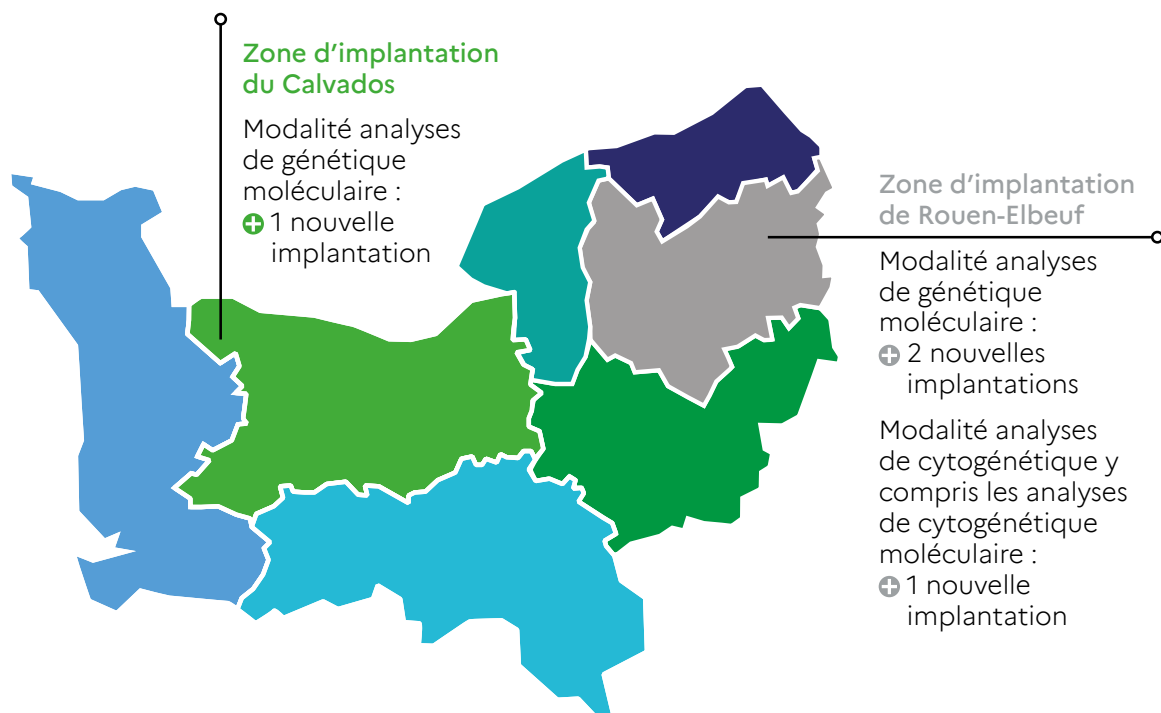 Zone d'implantation
du Calvados
Modalité analyses
de génétique
moléculaire :
+ 1 nouvelle
implantation
Zone d'implantation
de Rouen-Elbeuf
Modalité analyses
de génétique
moléculaire :
+ 2 nouvelles
implantations
Modalité analyses
de cytogénétique y
compris les analyses
de cytogénétique
moléculaire :
+ 1 nouvelle
implantation